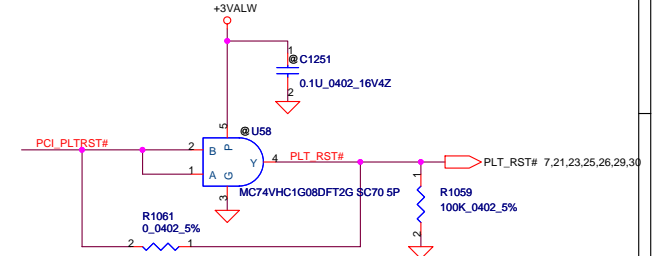 +3VALW
1
@ C1251
0.1U_0402_16V4Z
2
5
@ U58
PCI_PLTRST#
2 B P
Y 4 PLT_RST#
PLT_RST# 7,21,23,25,26,29,30
1 A G
MC74VHC1G08DFT2G SC70 5P
3
1
R1059
100K_0402_5%
2
R1061
0_0402_5%
2 1